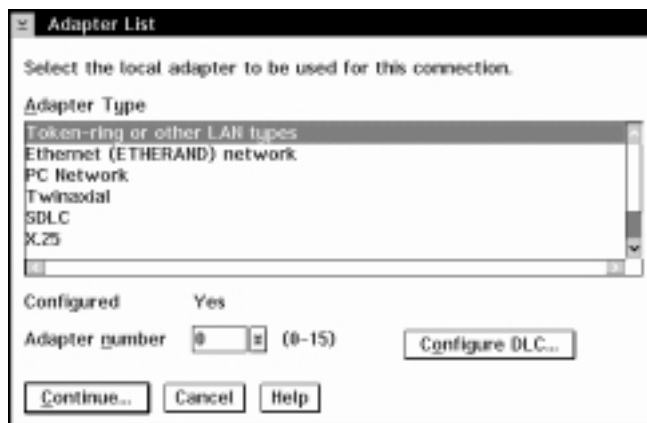 Adapter List
Select the local adapter to be used for this connection.
Adapter Type
Token-ring or other LAN types
Ethernet (ETHERAND) network
PC Network
Twinaxial
SDLC
X.25
Configured Yes
Adapter number 0 (0-15)
Configure DLC...
Continue... Cancel Help